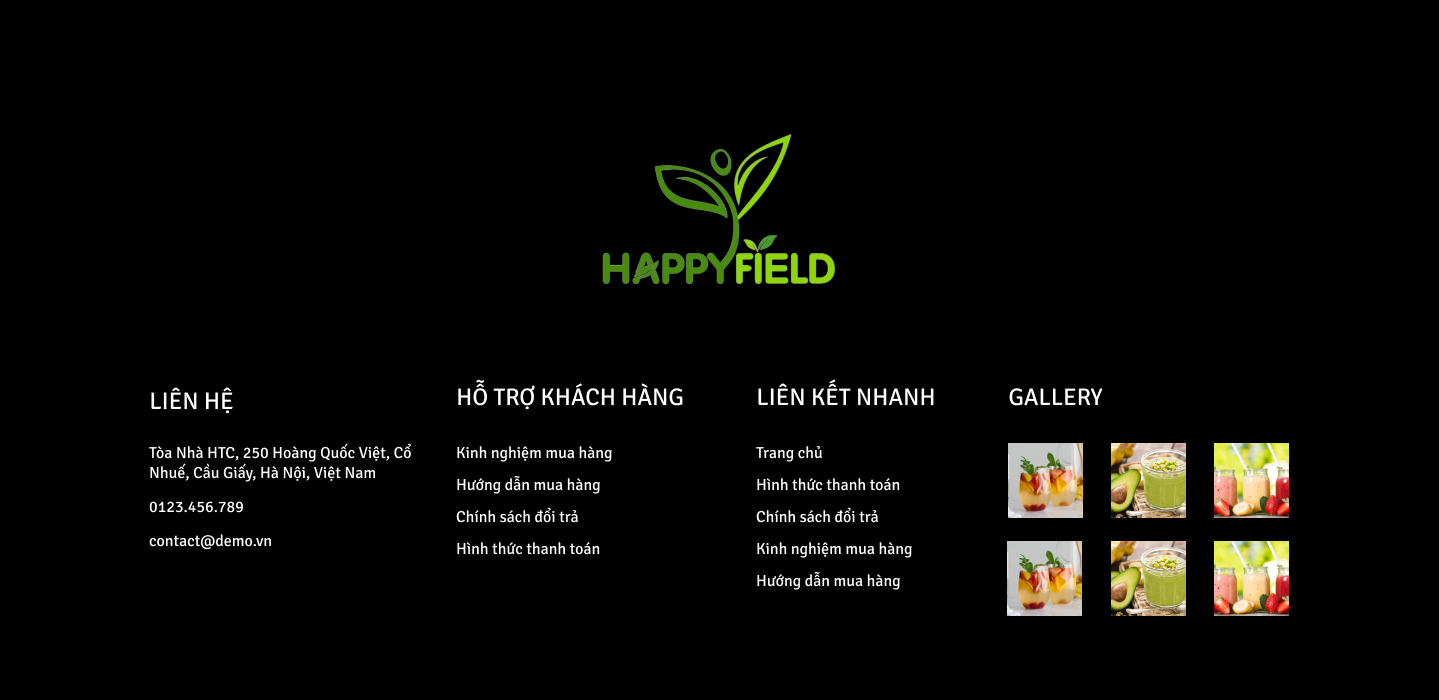 HAPPYFIELD
LIÊN HỆ
Tòa Nhà HTC, 250 Hoàng Quốc Việt, Cổ
Nhuế, Cầu Giấy, Hà Nội, Việt Nam
0123.456.789
contact@demo.vn
HỖ TRỢ KHÁCH HÀNG
Kinh nghiệm mua hàng
Hướng dẫn mua hàng
Chính sách đổi trả
Hình thức thanh toán
LIÊN KẾT NHANH
Trang chủ
Hình thức thanh toán
Chính sách đổi trả
Kinh nghiệm mua hàng
Hướng dẫn mua hàng
GALLERY